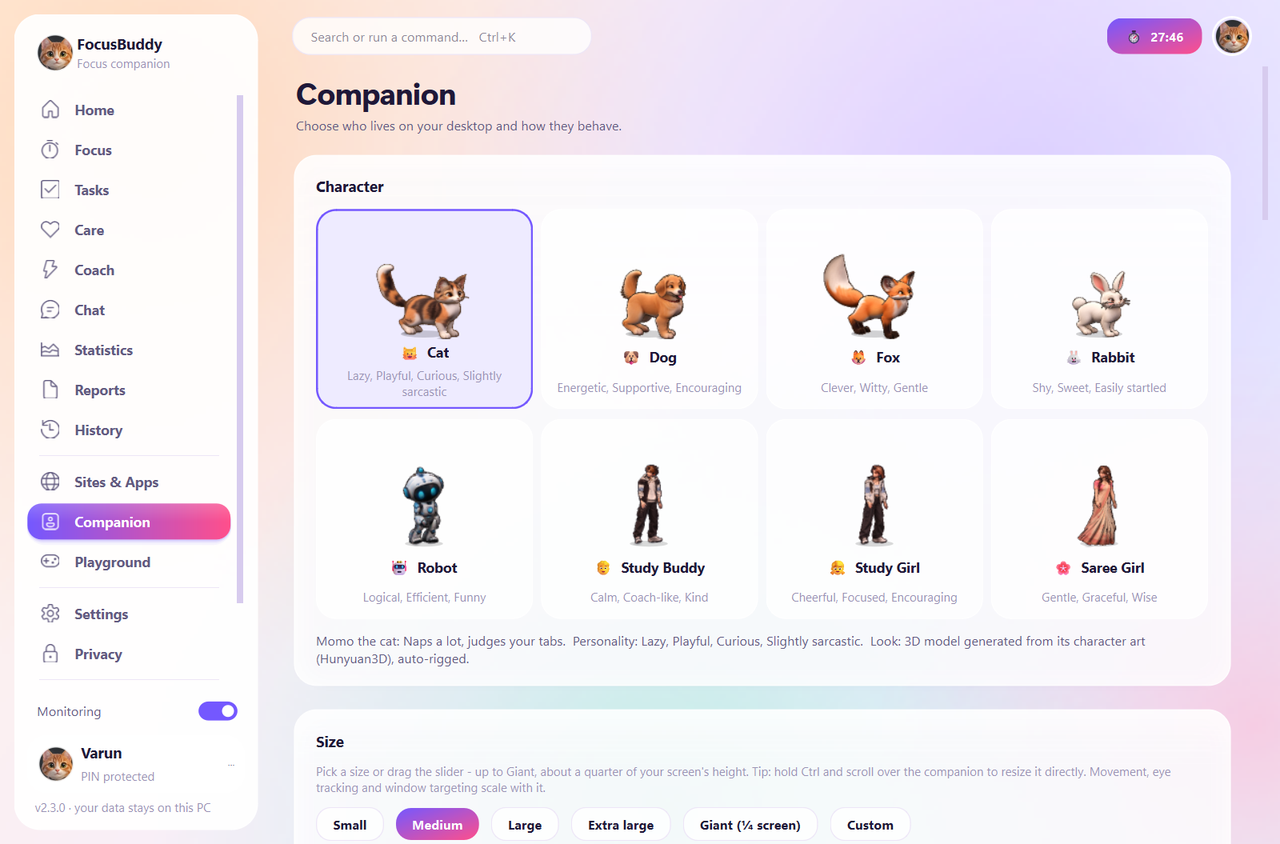 FocusBuddy
Focus companion
Home
Focus
Tasks
Care
Coach
Chat
Statistics
Reports
History
Sites & Apps
Companion
Playground
Settings
Privacy
Monitoring
Varun
PIN protected
...
v2.3.0 · your data stays on this PC
Search or run a command... Ctrl+K
27:46
Companion
Choose who lives on your desktop and how they behave.
Character
Cat
Lazy, Playful, Curious, Slightly
sarcastic
Dog
Energetic, Supportive, Encouraging
Fox
Clever, Witty, Gentle
Rabbit
Shy, Sweet, Easily startled
Robot
Logical, Efficient, Funny
Study Buddy
Calm, Coach-like, Kind
Study Girl
Cheerful, Focused, Encouraging
Saree Girl
Gentle, Graceful, Wise
Momo the cat: Naps a lot, judges your tabs. Personality: Lazy, Playful, Curious, Slightly sarcastic. Look: 3D model generated from its character art
(Hunyuan3D), auto-rigged.
Size
Pick a size or drag the slider - up to Giant, about a quarter of your screen's height. Tip: hold Ctrl and scroll over the companion to resize it directly. Movement, eye
tracking and window targeting scale with it.
Small
Medium
Large
Extra large
Giant (¼ screen)
Custom